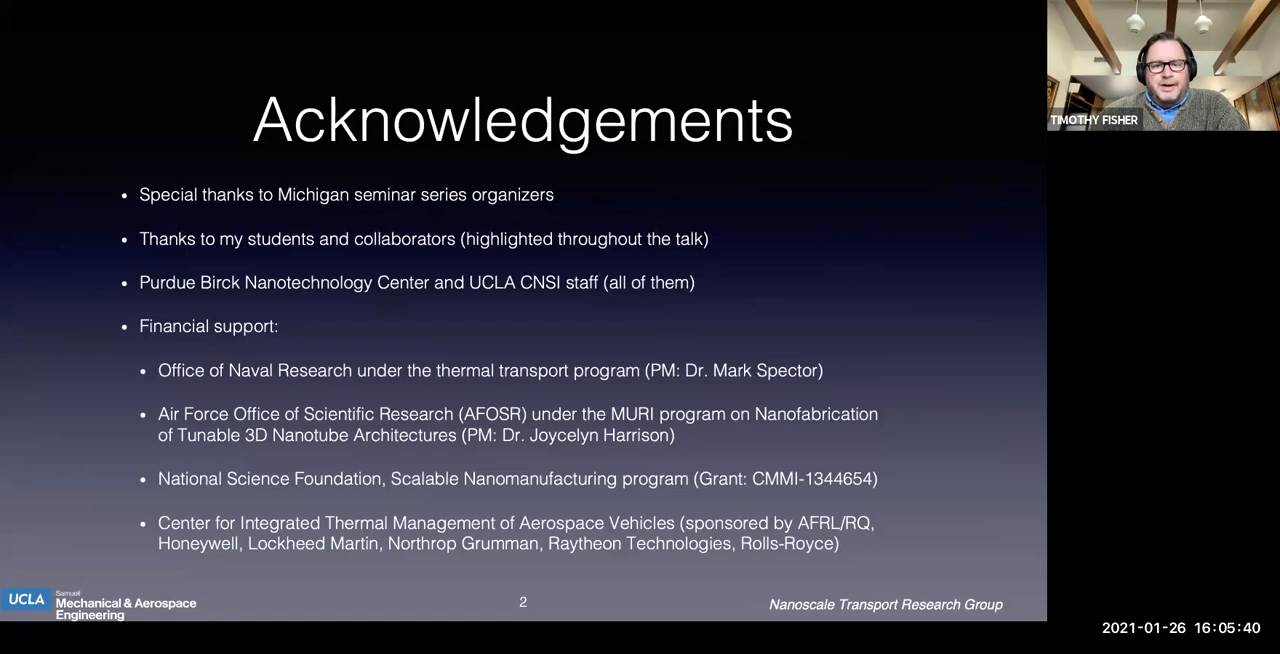 Acknowledgements
• Special thanks to Michigan seminar series organizers
• Thanks to my students and collaborators (highlighted throughout the talk)
• Purdue Birck Nanotechnology Center and UCLA CNSI staff (all of them)
• Financial support:
• Office of Naval Research under the thermal transport program (PM: Dr. Mark Spector)
• Air Force Office of Scientific Research (AFOSR) under the MURI program on Nanofabrication
of Tunable 3D Nanotube Architectures (PM: Dr. Joycelyn Harrison)
• National Science Foundation, Scalable Nanomanufacturing program (Grant: CMMI-1344654)
• Center for Integrated Thermal Management of Aerospace Vehicles (sponsored by AFRL/RQ,
Honeywell, Lockheed Martin, Northrop Grumman, Raytheon Technologies, Rolls-Royce)
UCLA
Samueli
Mechanical & Aerospace
Engineering
2
Nanoscale Transport Research Group
TIMOTHY FISHER
2021-01-26 16:05:40